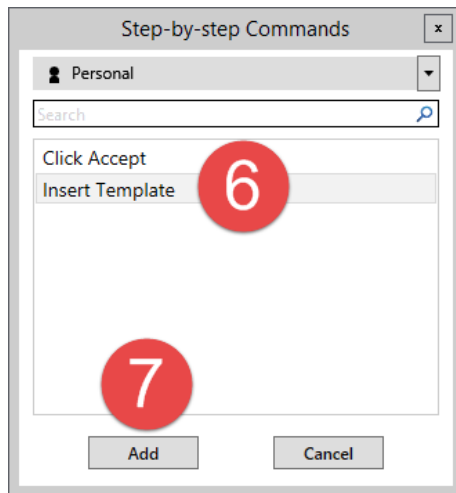 Step-by-step Commands x
Personal
Search
Click Accept
Insert Template
6
7
Add Cancel